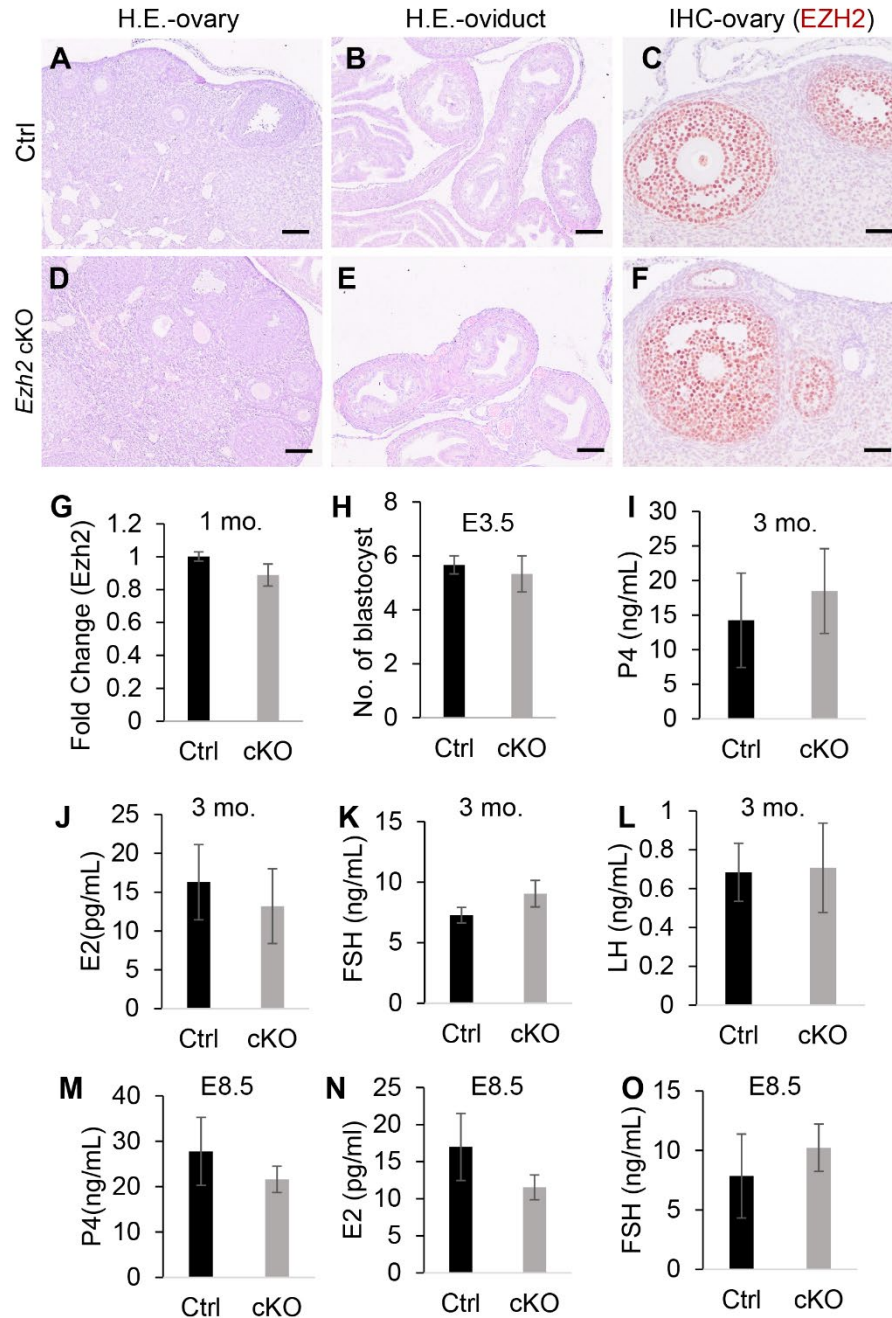 H.E.-ovary H.E.-oviduct IHC-ovary (EZH2)
Ctrl
A B C
Ezh2 cKO
D E F
G 1 mo.
Fold Change (Ezh2)
1.2
1
0.8
0.6
0.4
0.2
0
Ctrl cKO
H E3.5
No. of blastocyst
8
6
4
2
0
Ctrl cKO
I 3 mo.
P4 (ng/mL)
30
25
20
15
10
5
0
Ctrl cKO
J 3 mo.
E2(pg/mL)
25
20
15
10
5
0
Ctrl cKO
K 3 mo.
FSH (ng/mL)
15
10
5
0
Ctrl cKO
L 3 mo.
LH (ng/mL)
1
0.8
0.6
0.4
0.2
0
Ctrl cKO
M E8.5
P4(ng/mL)
40
30
20
10
0
Ctrl cKO
N E8.5
E2 (pg/ml)
25
20
15
10
5
0
Ctrl cKO
O E8.5
FSH (ng/mL)
15
10
5
0
Ctrl cKO